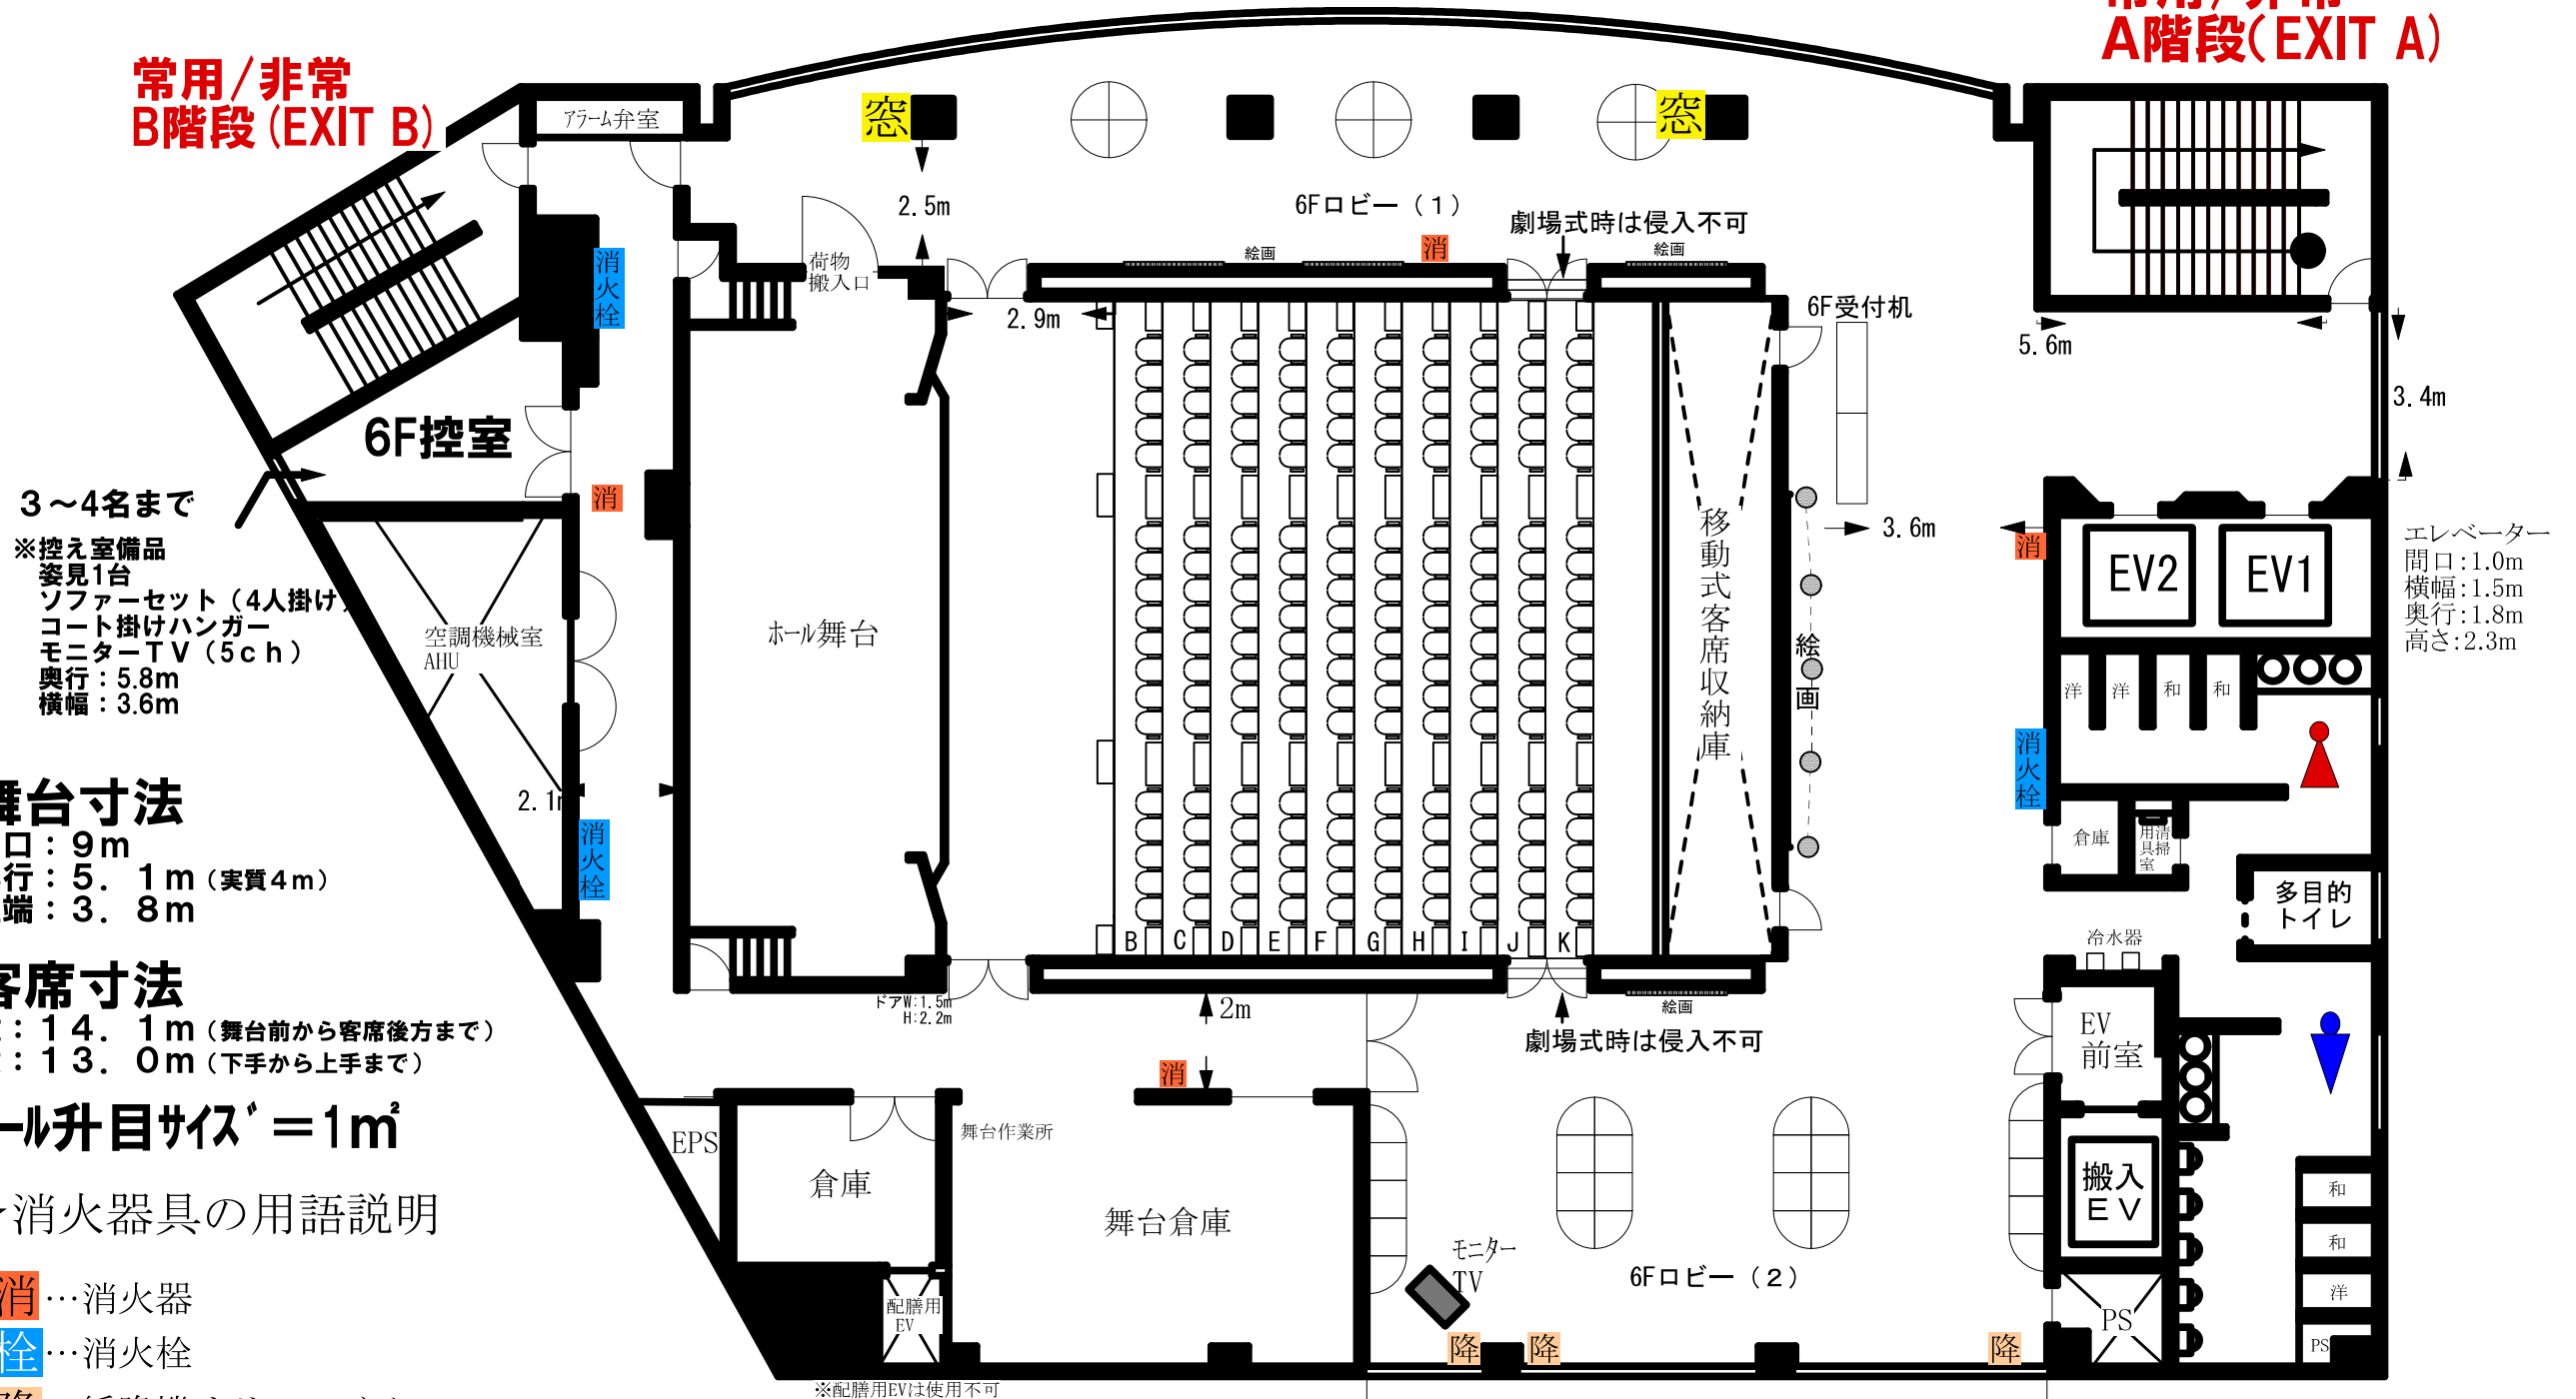 常用/非常
A階段(EXIT A)
常用/非常
B階段(EXIT B)
アラーム弁室
窓
窓
2.5m
6Fロビー（1）
劇場式時は侵入不可
絵画
消
絵画
荷物
搬入口
消火栓
2.9m
6F受付机
5.6m
3.4m
6F控室
3～4名まで
※控え室備品
姿見1台
ソファーセット（4人掛け）
コート掛けハンガー
モニターTV（5ch）
奥行：5.8m
横幅：3.6m
消
空調機械室
AHU
ホール舞台
移動式客席収納庫
絵画
3.6m
消
EV2
EV1
エレベーター
間口:1.0m
横幅:1.5m
奥行:1.8m
高さ:2.3m
洋
洋
和
和
消火栓
2.1m
消火栓
舞台寸法
口：9m
行：5．1m（実質4m）
端：3．8m
倉庫
清掃
用具室
多目的
トイレ
冷水器
B C D E F G H I J K
客席寸法
：14．1m（舞台前から客席後方まで）
：13．0m（下手から上手まで）
ドアW:1.5m
H:2.2m
2m
絵画
劇場式時は侵入不可
消
EV
前室
ール升目サイズ＝1㎡
EPS
倉庫
舞台作業所
舞台倉庫
搬入
EV
和
和
洋
PS
PS
消火器具の用語説明
消…消火器
栓…消火栓
配膳用
EV
モニター
TV
6Fロビー（2）
降
降
降
※配膳用EVは使用不可